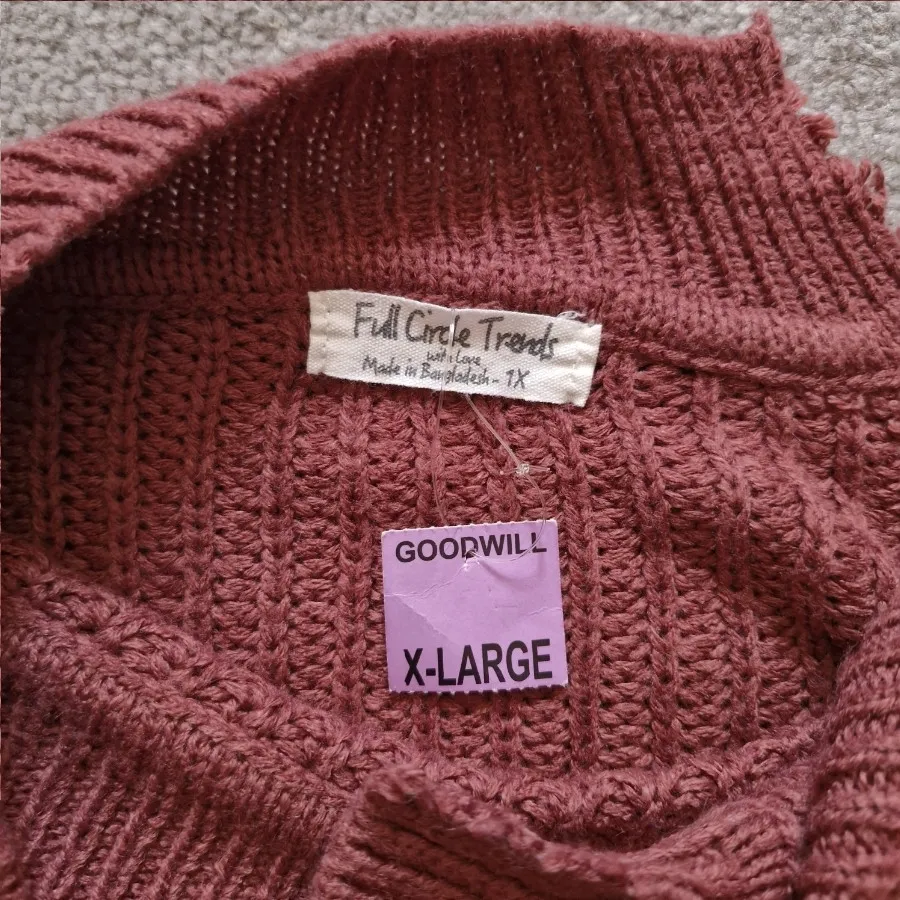 Full Circle Trends
with Love
Made in Bangladesh - 1X
GOODWILL
X-LARGE